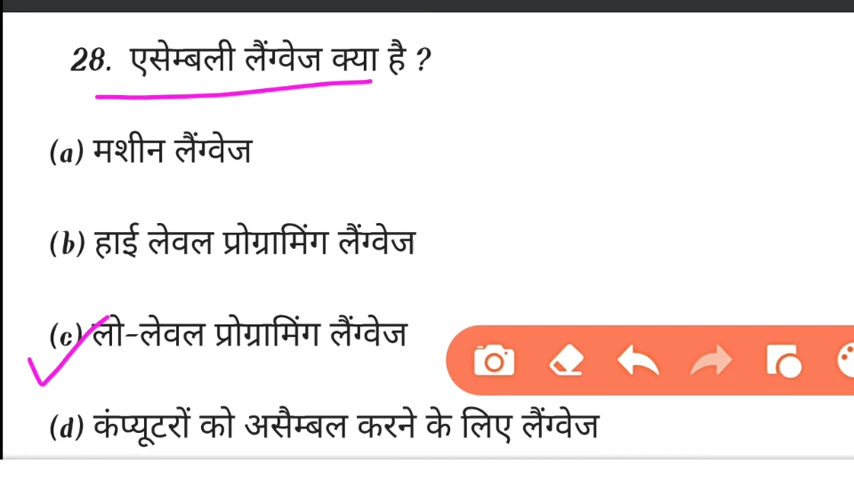 28. एसेम्बली लैंग्वेज क्या है ?
(a) मशीन लैंग्वेज
(b) हाई लेवल प्रोग्रामिंग लैंग्वेज
(c) लो-लेवल प्रोग्रामिंग लैंग्वेज
(d) कंप्यूटरों को असैम्बल करने के लिए लैंग्वेज